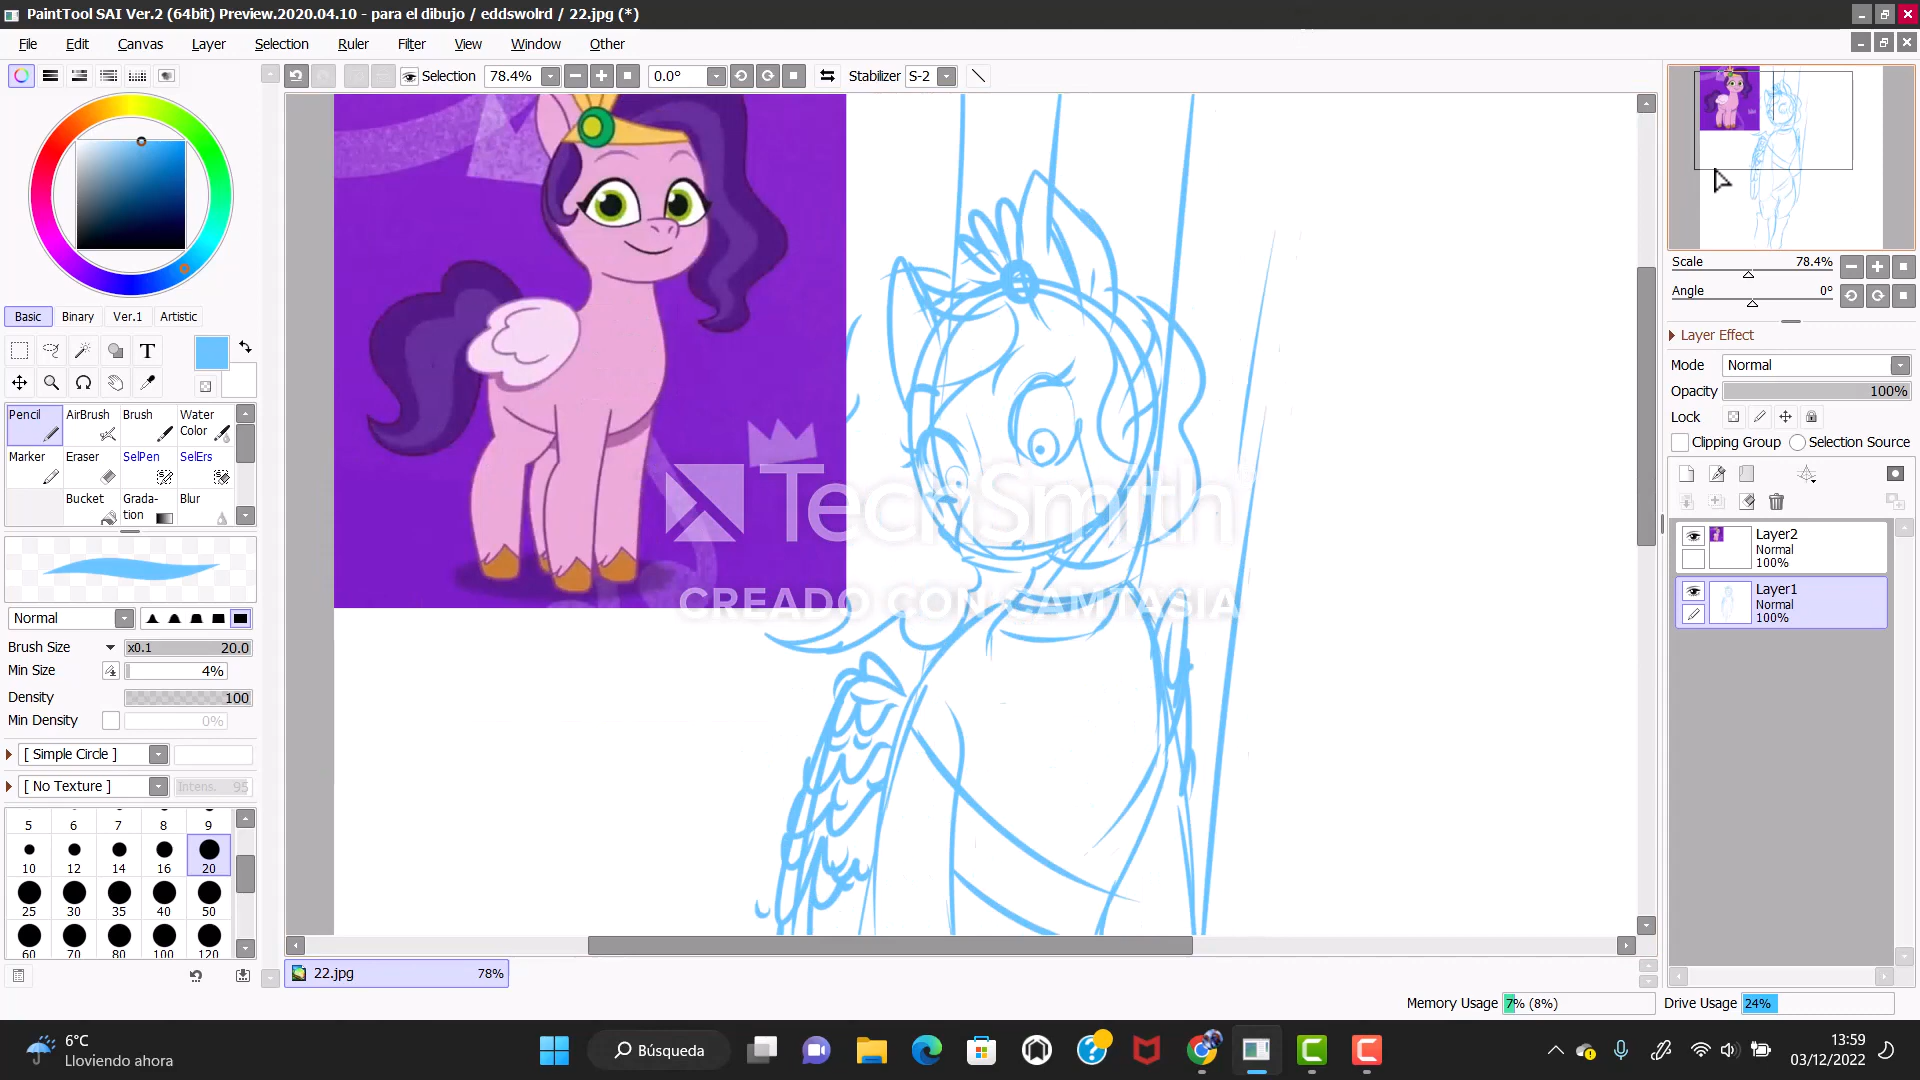 PaintTool SAI Ver.2 (64bit) Preview.2020.04.10 - para el dibujo / eddswolrd / 22.jpg (*)
File Edit Canvas Layer Selection Ruler Filter View Window Other
Selection 78.4% 0.0° Stabilizer S-2
Basic Binary Ver.1 Artistic
T
Pencil AirBrush Brush Water Color
Marker Eraser SelPen SelErs
Bucket Grada-tion Blur
Normal
Brush Size x0.1 20.0
Min Size 4%
Density 100
Min Density 0%
[ Simple Circle ]
[ No Texture ] Intens. 95
5 6 7 8 9
10 12 14 16 20
25 30 35 40 50
60 70 80 100 120
TechSmith
CREADO CON CAMTASIA
22.jpg 78%
Scale 78.4%
Angle 0°
Layer Effect
Mode Normal
Opacity 100%
Lock
Clipping Group Selection Source
Layer2
Normal
100%
Layer1
Normal
100%
Memory Usage 7% (8%) Drive Usage 24%
6°C
Lloviendo ahora
Búsqueda
13:59
03/12/2022